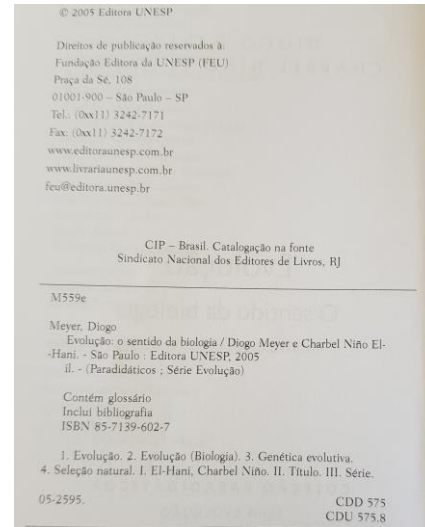 © 2005 Editora UNESP
Direitos de publicação reservados à:
Fundação Editora da UNESP (FEU)
Praça da Sé, 108
01001-900 – São Paulo – SP
Tel.: (0xx11) 3242-7171
Fax: (0xx11) 3242-7172
www.editoraunesp.com.br
www.livrariaunesp.com.br
feu@editora.unesp.br
CIP – Brasil. Catalogação na fonte
Sindicato Nacional dos Editores de Livros, RJ
M559e
Meyer, Diogo
Evolução: o sentido da biologia / Diogo Meyer e Charbel Niño El-
-Hani. - São Paulo : Editora UNESP, 2005
il. - (Paradidáticos ; Série Evolução)
Contém glossário
Inclui bibliografia
ISBN 85-7139-602-7
1. Evolução. 2. Evolução (Biologia). 3. Genética evolutiva.
4. Seleção natural. I. El-Hani, Charbel Niño. II. Título. III. Série.
05-2595. CDD 575
CDU 575.8